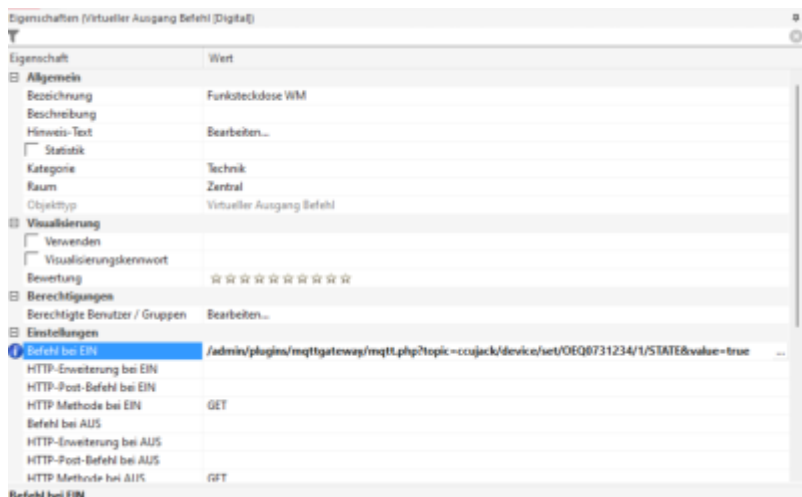 Eigenschaften (Virtueller Ausgang Befehl [Digital])
Eigenschaft Wert
Allgemein
Bezeichnung Funksteckdose WM
Beschreibung
Hinweis-Text Bearbeiten...
Statistik
Kategorie Technik
Raum Zentral
Objekttyp Virtueller Ausgang Befehl
Visualisierung
Verwenden
Visualisierungskennwort
Bewertung
Berechtigungen
Berechtigte Benutzer / Gruppen Bearbeiten...
Einstellungen
Befehl bei EIN /admin/plugins/mqttgateway/mqtt.php?topic=ccujack/device/set/OEQ0731234/1/STATE&value=true ...
HTTP-Erweiterung bei EIN
HTTP-Post-Befehl bei EIN
HTTP Methode bei EIN GET
Befehl bei AUS
HTTP-Erweiterung bei AUS
HTTP-Post-Befehl bei AUS
HTTP Methode bei AUS GET
Befehl bei EIN